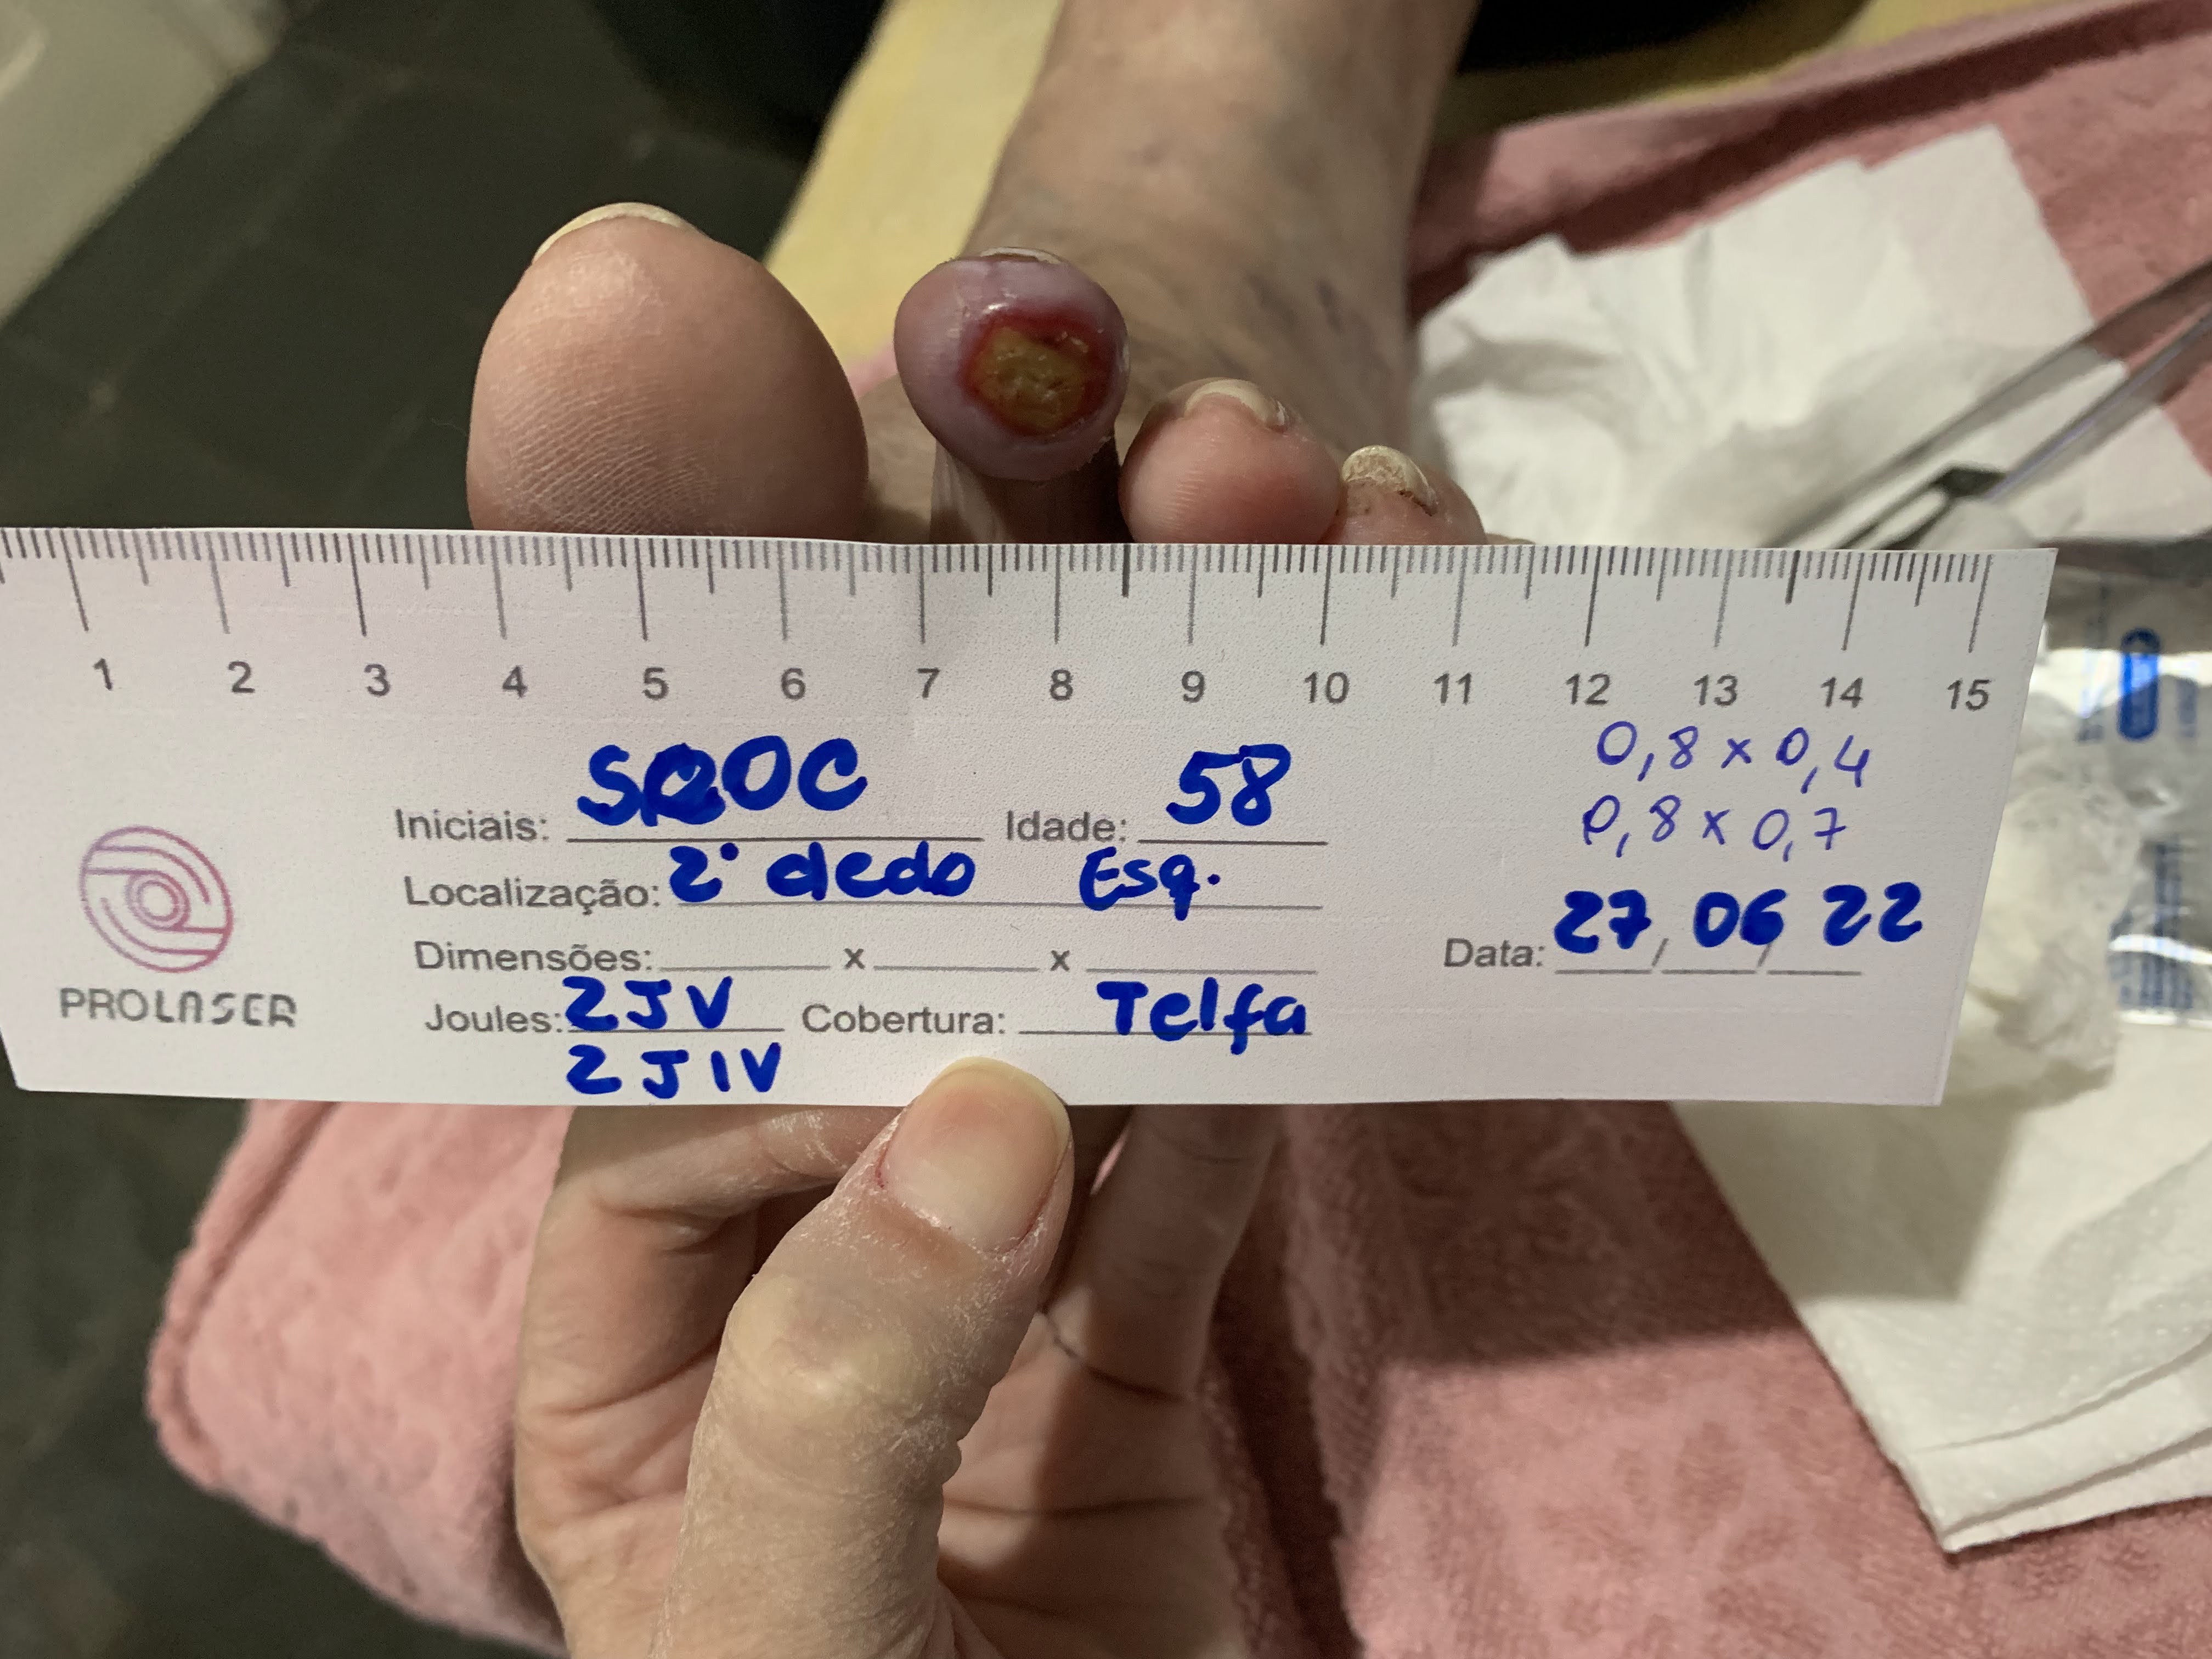 1 2 3 4 5 6 7 8 9 10 11 12 13 14 15
0,8 x 0,4
0,8 x 0,7
Iniciais: Idade: 58
Localização: 2° dedo Esq.
Dimensões: x x
Data: 27/06/22
Joules: 2JV Cobertura: Telfa
2JIV
PROLASER